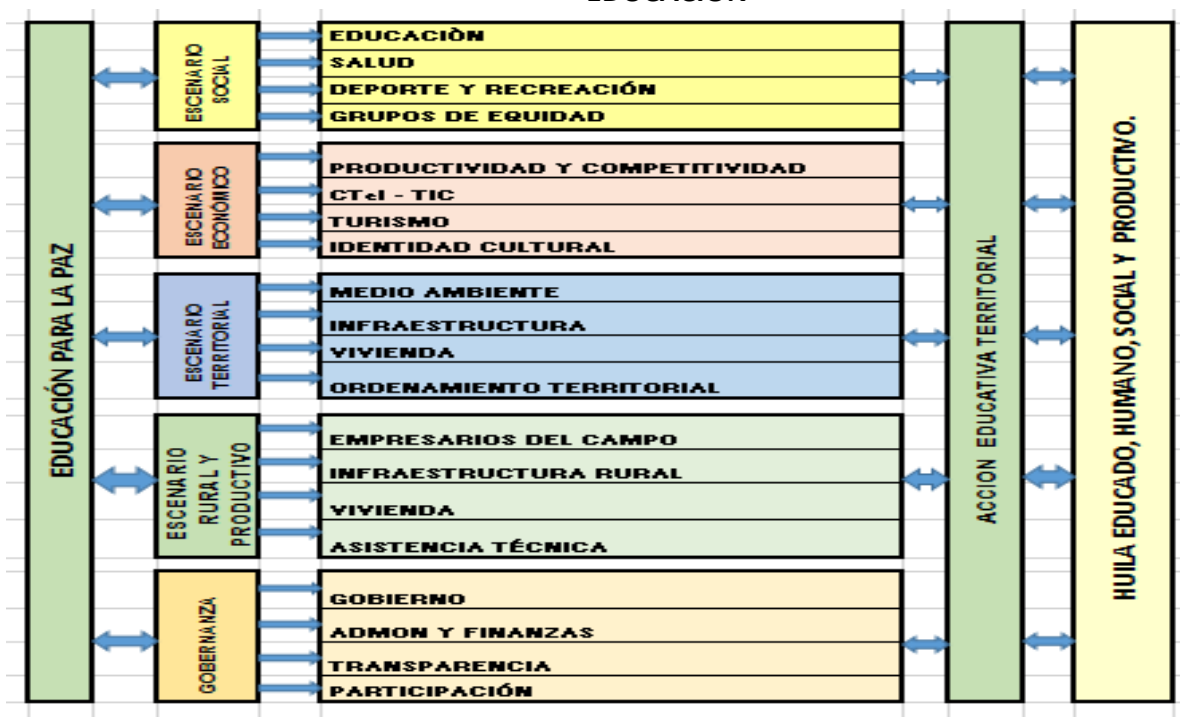 EDUCACIÓN PARA LA PAZ
ESCENARIO
SOCIAL
EDUCACIÒN
SALUD
DEPORTE Y RECREACIÓN
GRUPOS DE EQUIDAD
ESCENARIO
ECONÓMICO
PRODUCTIVIDAD Y COMPETITIVIDAD
CTeI - TIC
TURISMO
IDENTIDAD CULTURAL
ESCENARIO
TERRITORIAL
MEDIO AMBIENTE
INFRAESTRUCTURA
VIVIENDA
ORDENAMIENTO TERRITORIAL
ESCENARIO
RURAL Y
PRODUCTIVO
EMPRESARIOS DEL CAMPO
INFRAESTRUCTURA RURAL
VIVIENDA
ASISTENCIA TÉCNICA
GOBERNANZA
GOBIERNO
ADMON Y FINANZAS
TRANSPARENCIA
PARTICIPACIÓN
ACCION EDUCATIVA TERRITORIAL
HUILA EDUCADO, HUMANO, SOCIAL Y PRODUCTIVO.